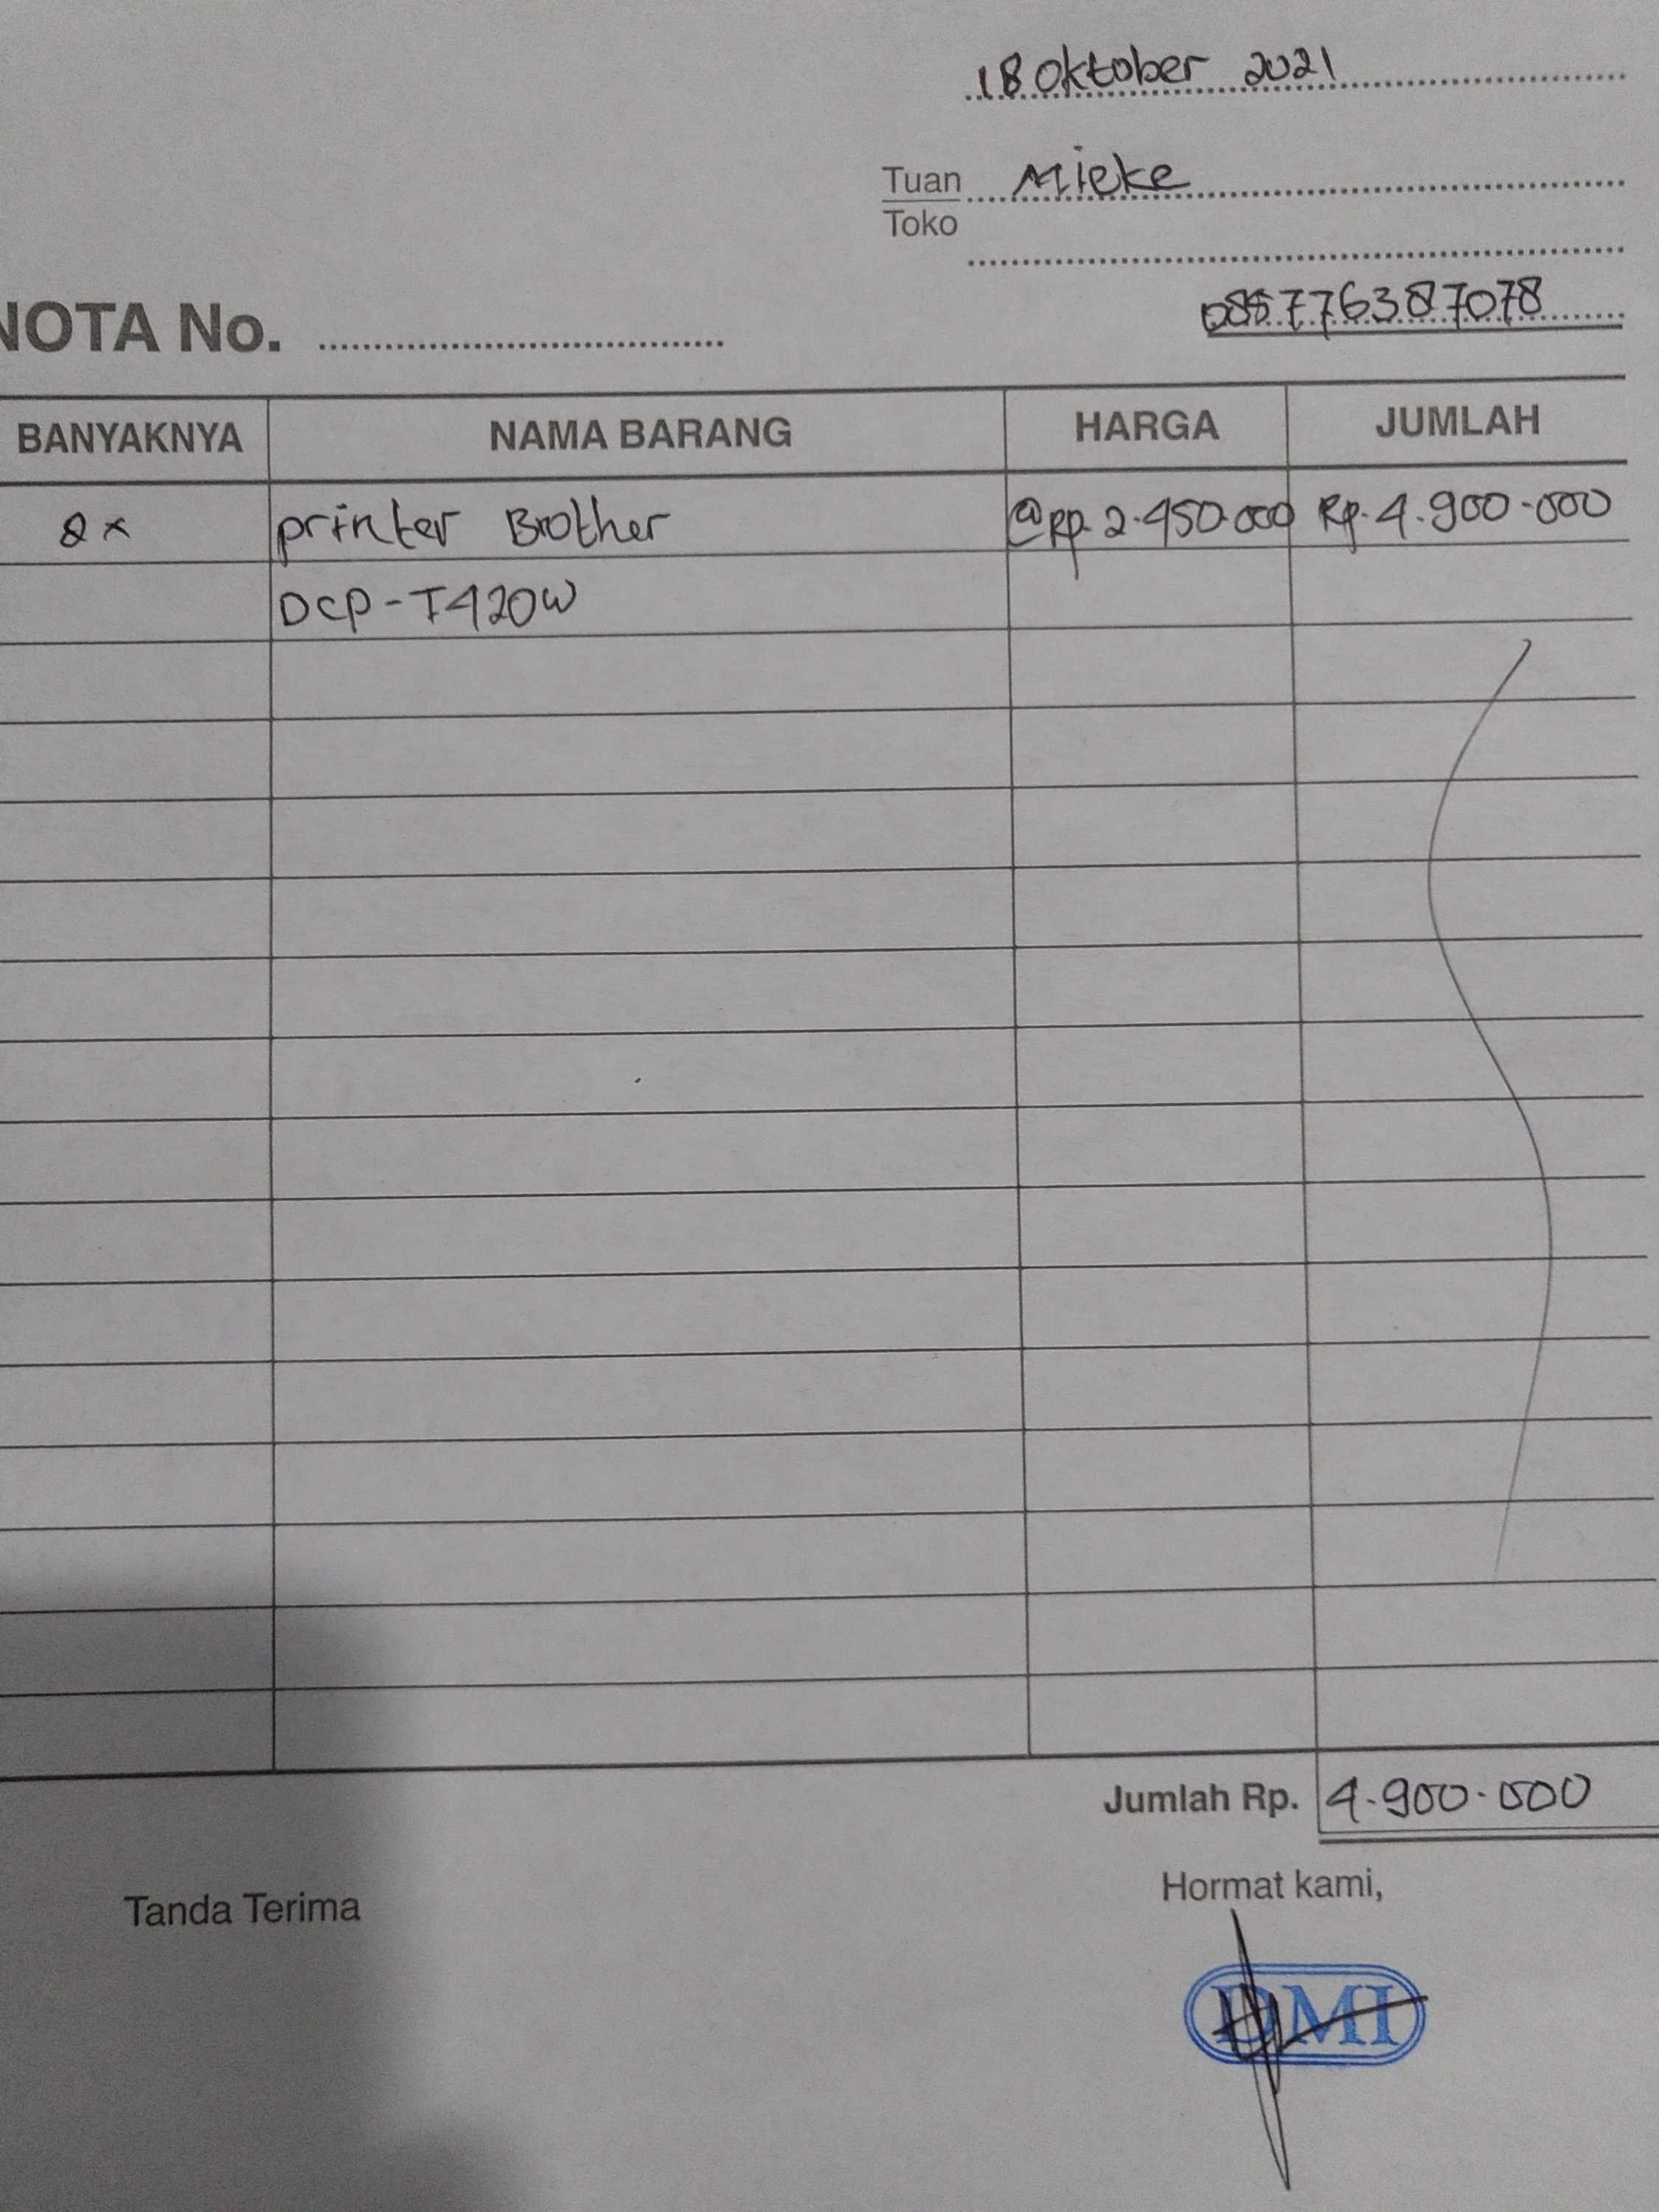 18 Oktober 2021
Tuan Mieke
Toko
085776387078
NOTA No.
BANYAKNYA NAMA BARANG HARGA JUMLAH
2x printer Brother @Rp. 2.450.000 Rp. 4.900.000
DCP-T420W
Jumlah Rp. 4.900.000
Tanda Terima Hormat kami,
DMI